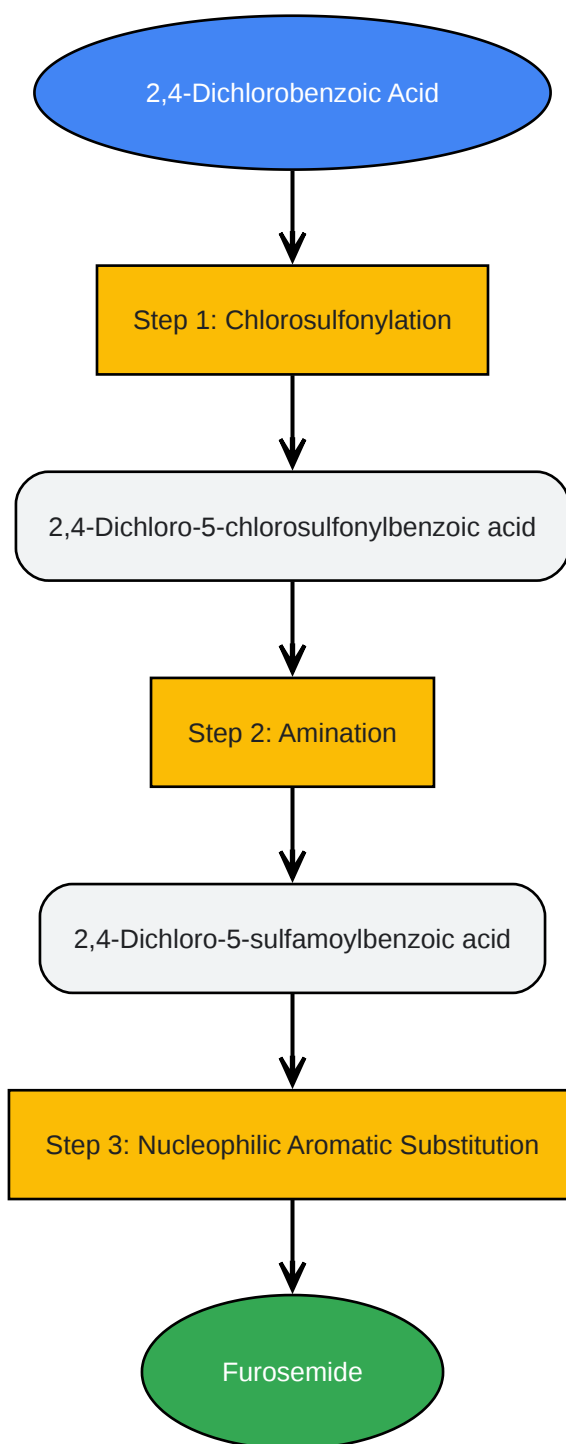 2,4-Dichlorobenzoic Acid
Step 1: Chlorosulfonylation
2,4-Dichloro-5-chlorosulfonylbenzoic acid
Step 2: Amination
2,4-Dichloro-5-sulfamoylbenzoic acid
Step 3: Nucleophilic Aromatic Substitution
Furosemide